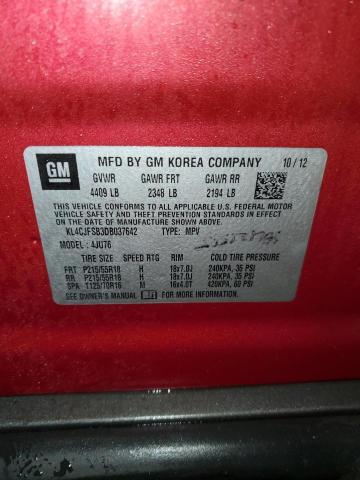 GM
MFD BY GM KOREA COMPANY 10/12
GVWR GAWR FRT GAWR RR
4409 LB 2348 LB 2194 LB
THIS VEHICLE CONFORMS TO ALL APPLICABLE U.S. FEDERAL MOTOR
VEHICLE SAFETY, BUMPER, AND THEFT PREVENTION STANDARDS IN
EFFECT ON THE DATE OF MANUFACTURE SHOWN ABOVE.
KL4CJFSB3DB037642 TYPE: MPV
MODEL: 4JU76
TIRE SIZE SPEED RTG RIM COLD TIRE PRESSURE
FRT P215/55R18 H 18x7.0J 240KPA, 35 PSI
RR P215/55R18 H 18x7.0J 240KPA, 35 PSI
SPA T125/70R16 M 16x4.0T 420KPA, 60 PSI
SEE OWNER'S MANUAL FOR MORE INFORMATION.